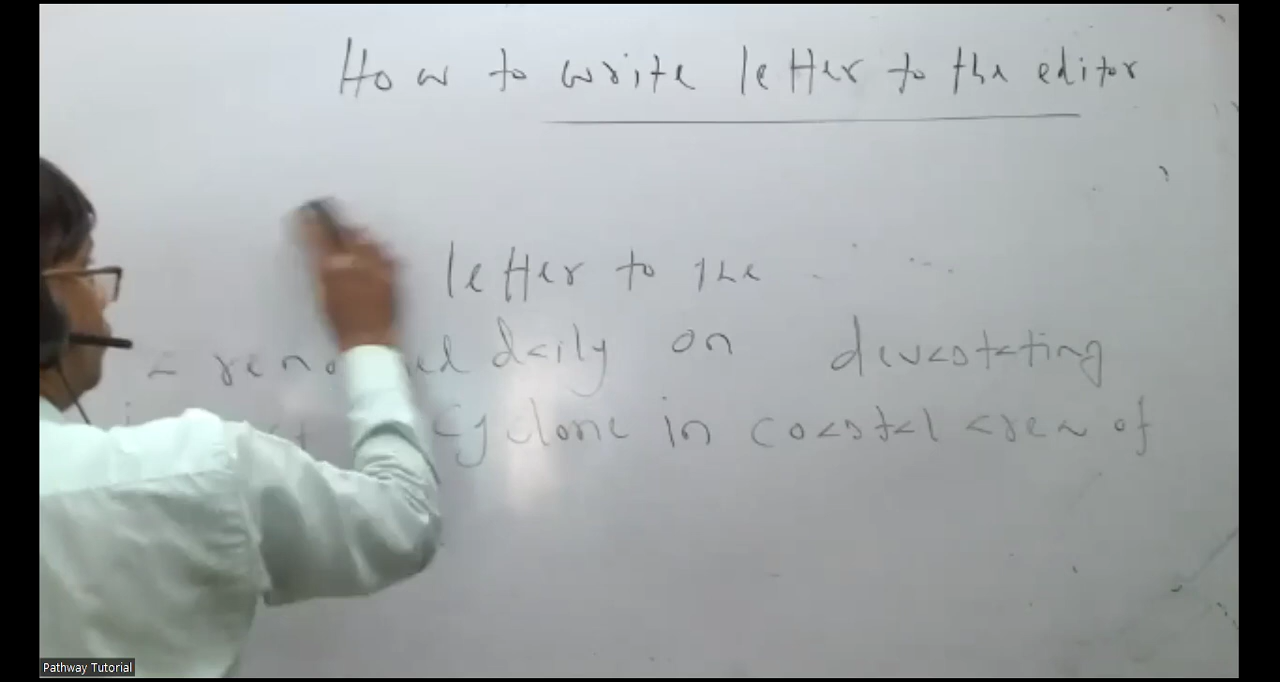 How to write letter to the editor
letter to the
a daily on devastating
cyclone in coastal area of
Pathway Tutorial